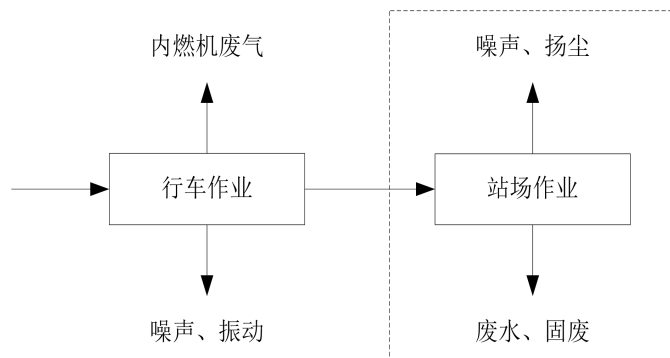 内燃机废气
噪声、扬尘
行车作业
站场作业
噪声、振动
废水、固废